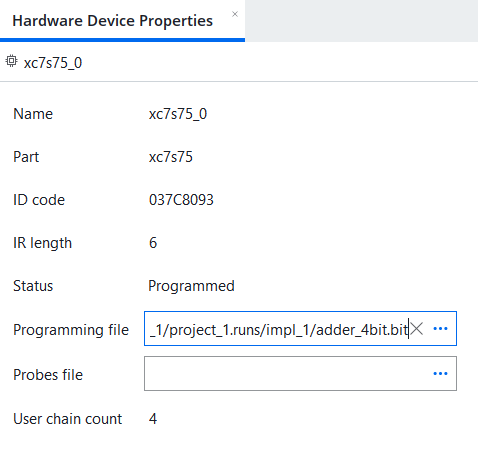 Hardware Device Properties
xc7s75_0
Name xc7s75_0
Part xc7s75
ID code 037C8093
IR length 6
Status Programmed
Programming file _1/project_1.runs/impl_1/adder_4bit.bit
Probes file
User chain count 4